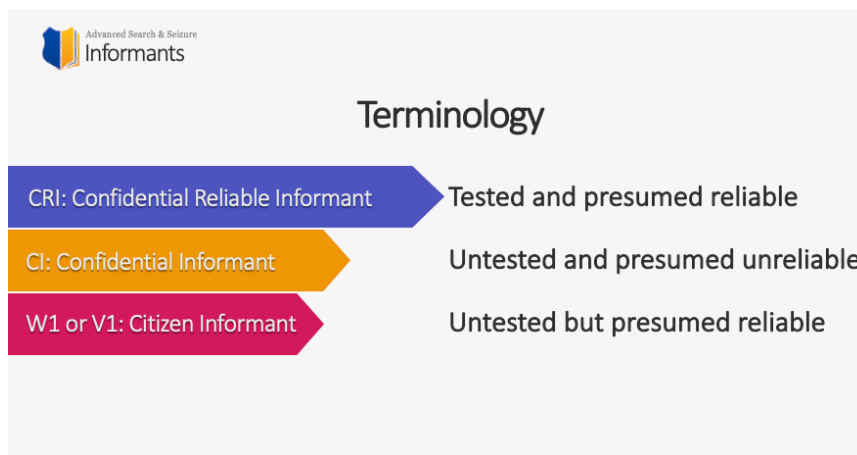 Advanced Search & Seizure
Informants
Terminology
CRI: Confidential Reliable Informant Tested and presumed reliable
CI: Confidential Informant Untested and presumed unreliable
W1 or V1: Citizen Informant Untested but presumed reliable